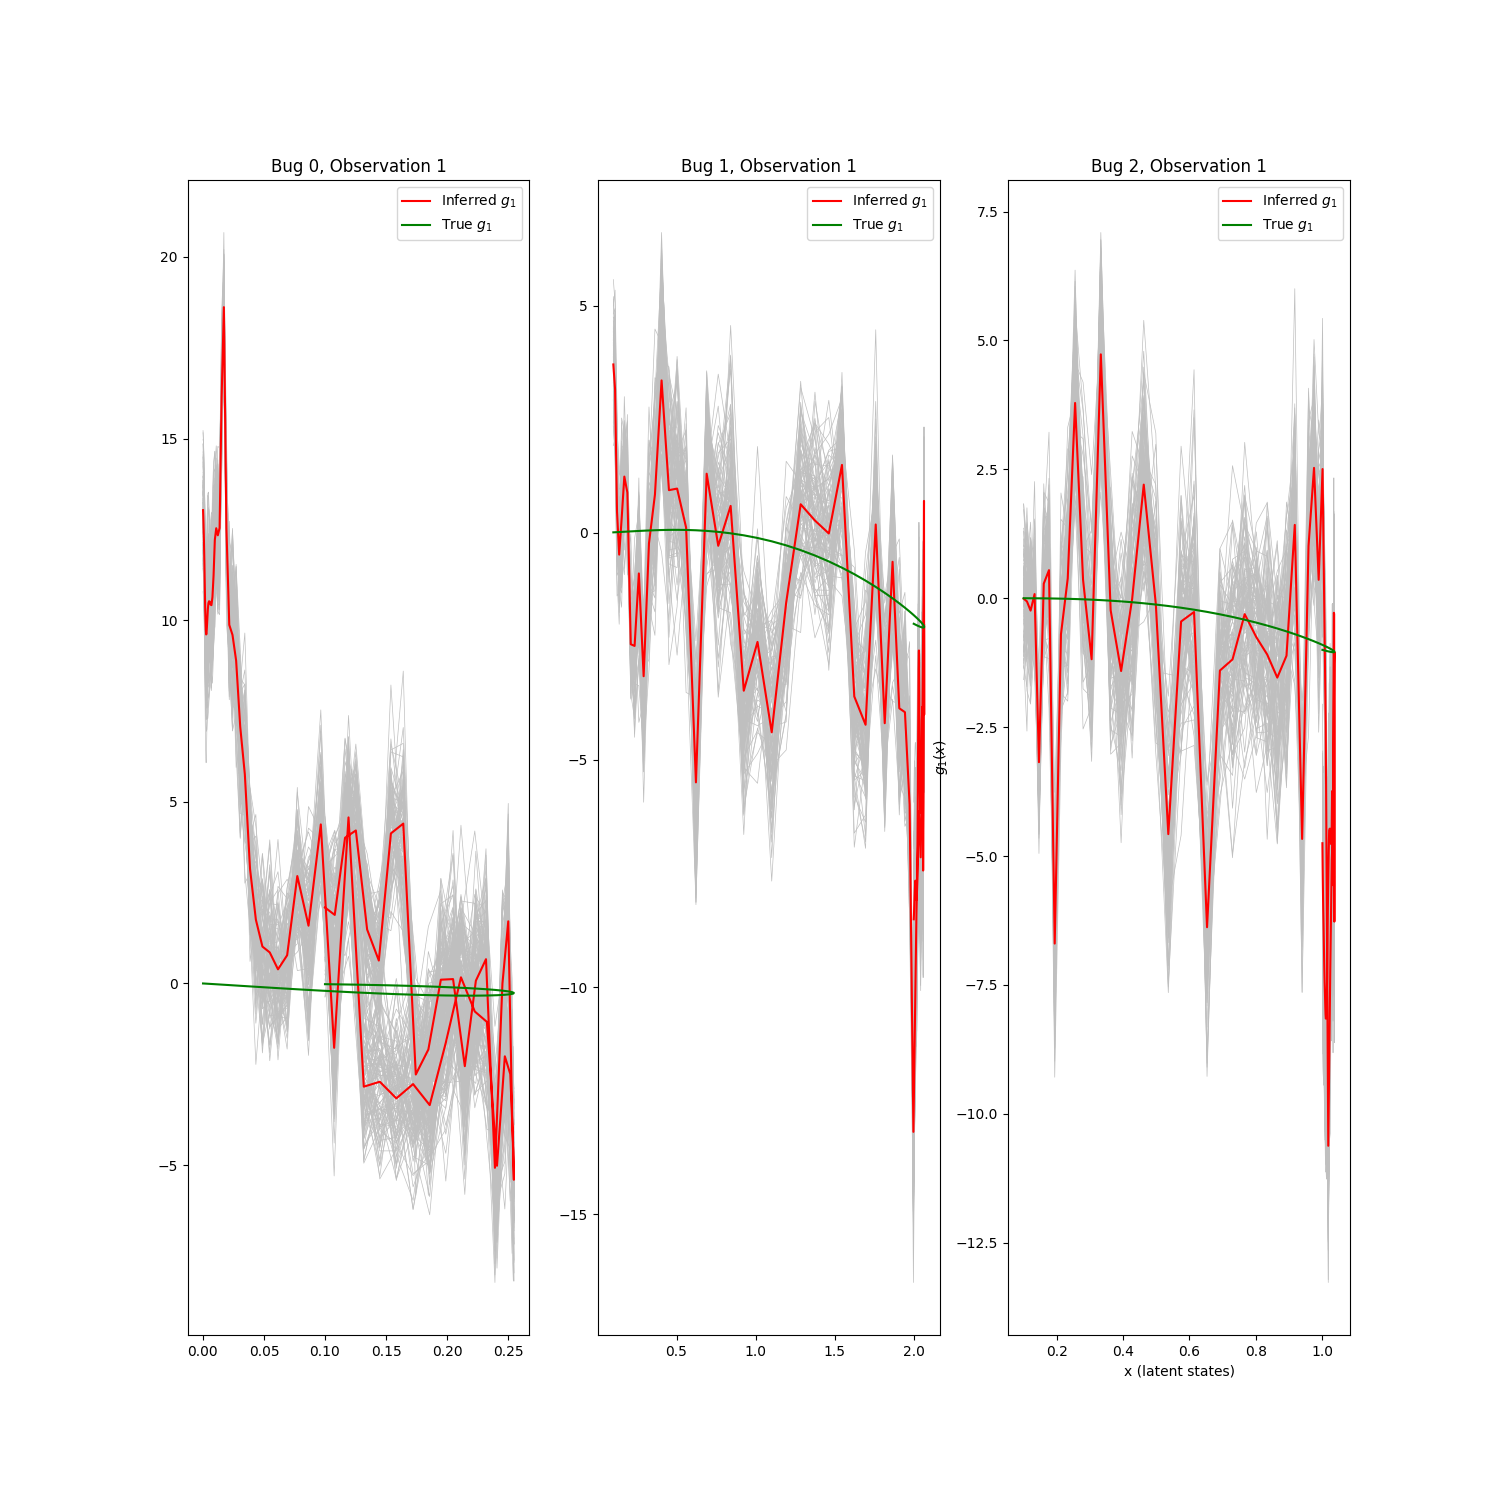 Bug 0, Observation 1
Inferred g₁
True g₁
20
15
10
5
0
−5
0.00 0.05 0.10 0.15 0.20 0.25
Bug 1, Observation 1
Inferred g₁
True g₁
5
0
−5
−10
−15
0.5 1.0 1.5 2.0
Bug 2, Observation 1
Inferred g₁
True g₁
g₁(x)
7.5
5.0
2.5
0.0
−2.5
−5.0
−7.5
−10.0
−12.5
0.2 0.4 0.6 0.8 1.0
x (latent states)